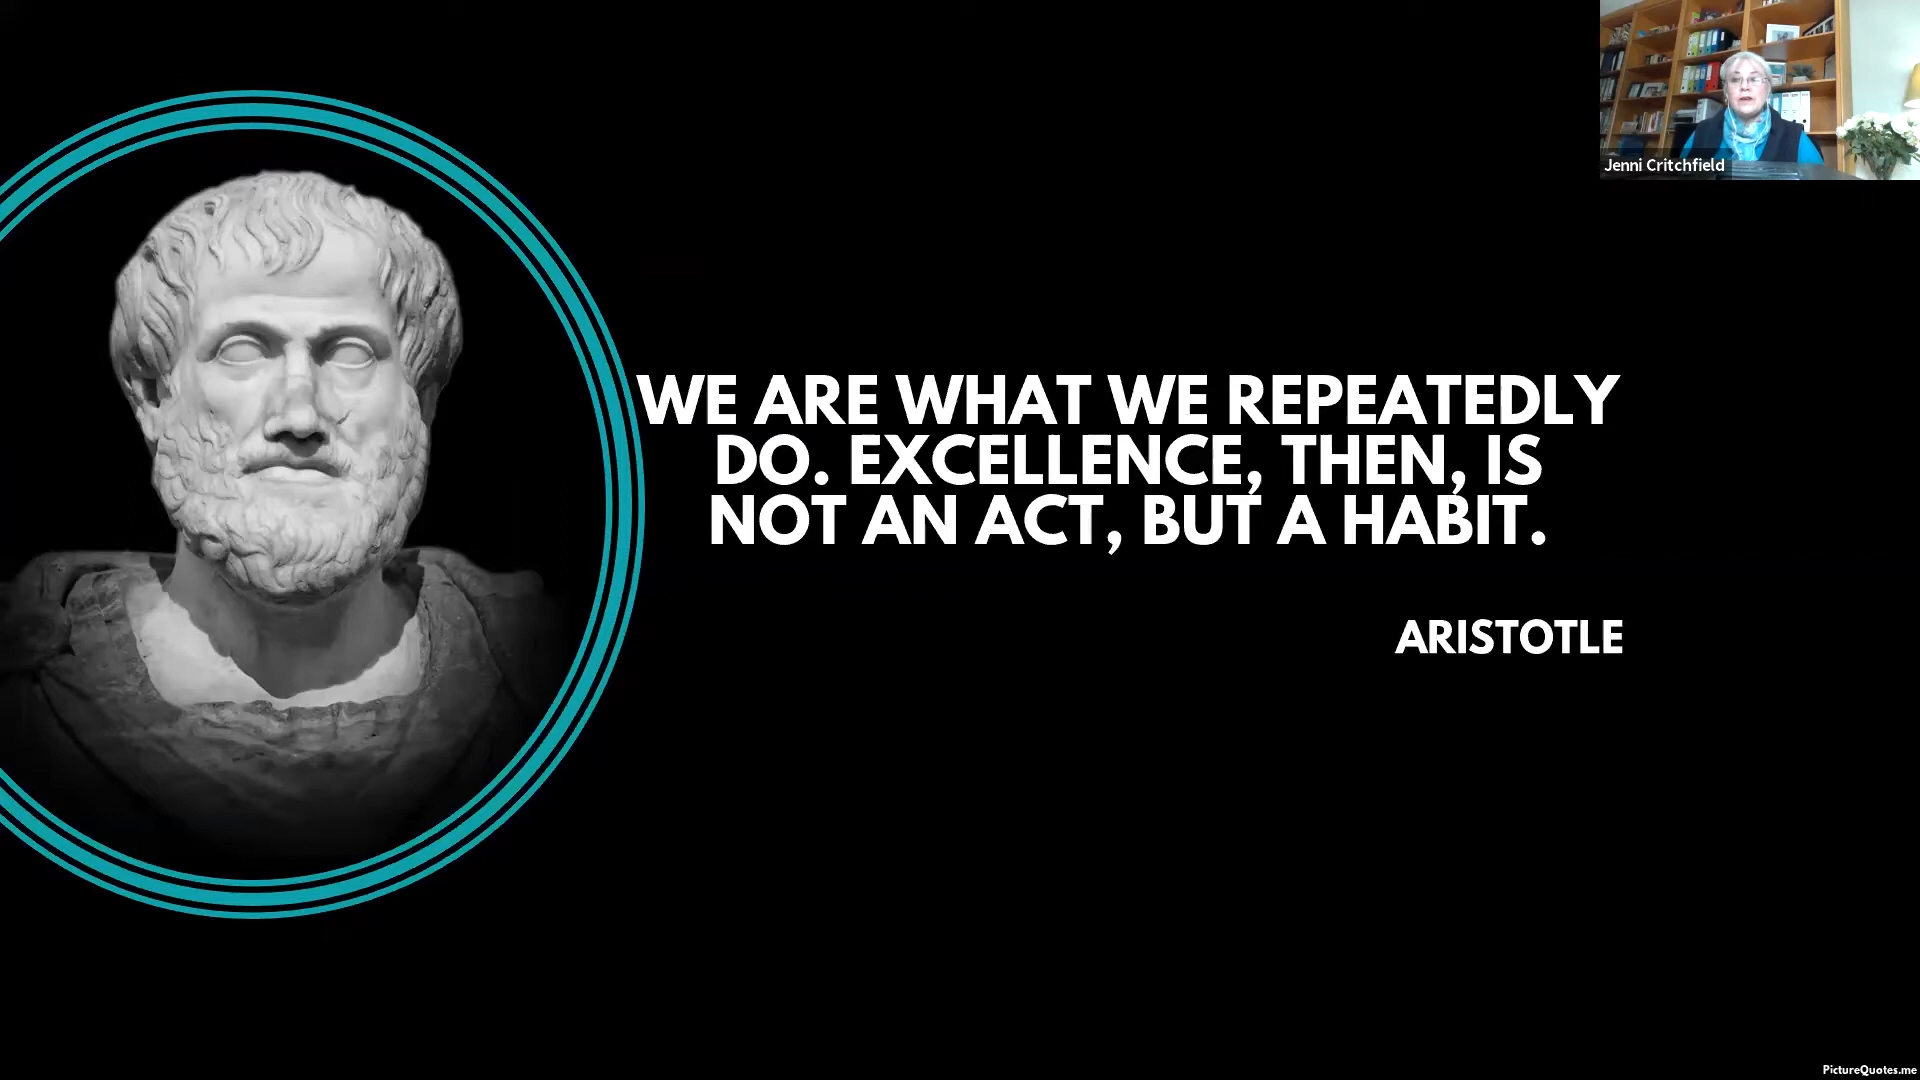 Jenni Critchfield
WE ARE WHAT WE REPEATEDLY
DO. EXCELLENCE, THEN, IS
NOT AN ACT, BUT A HABIT.
ARISTOTLE
PictureQuotes.me